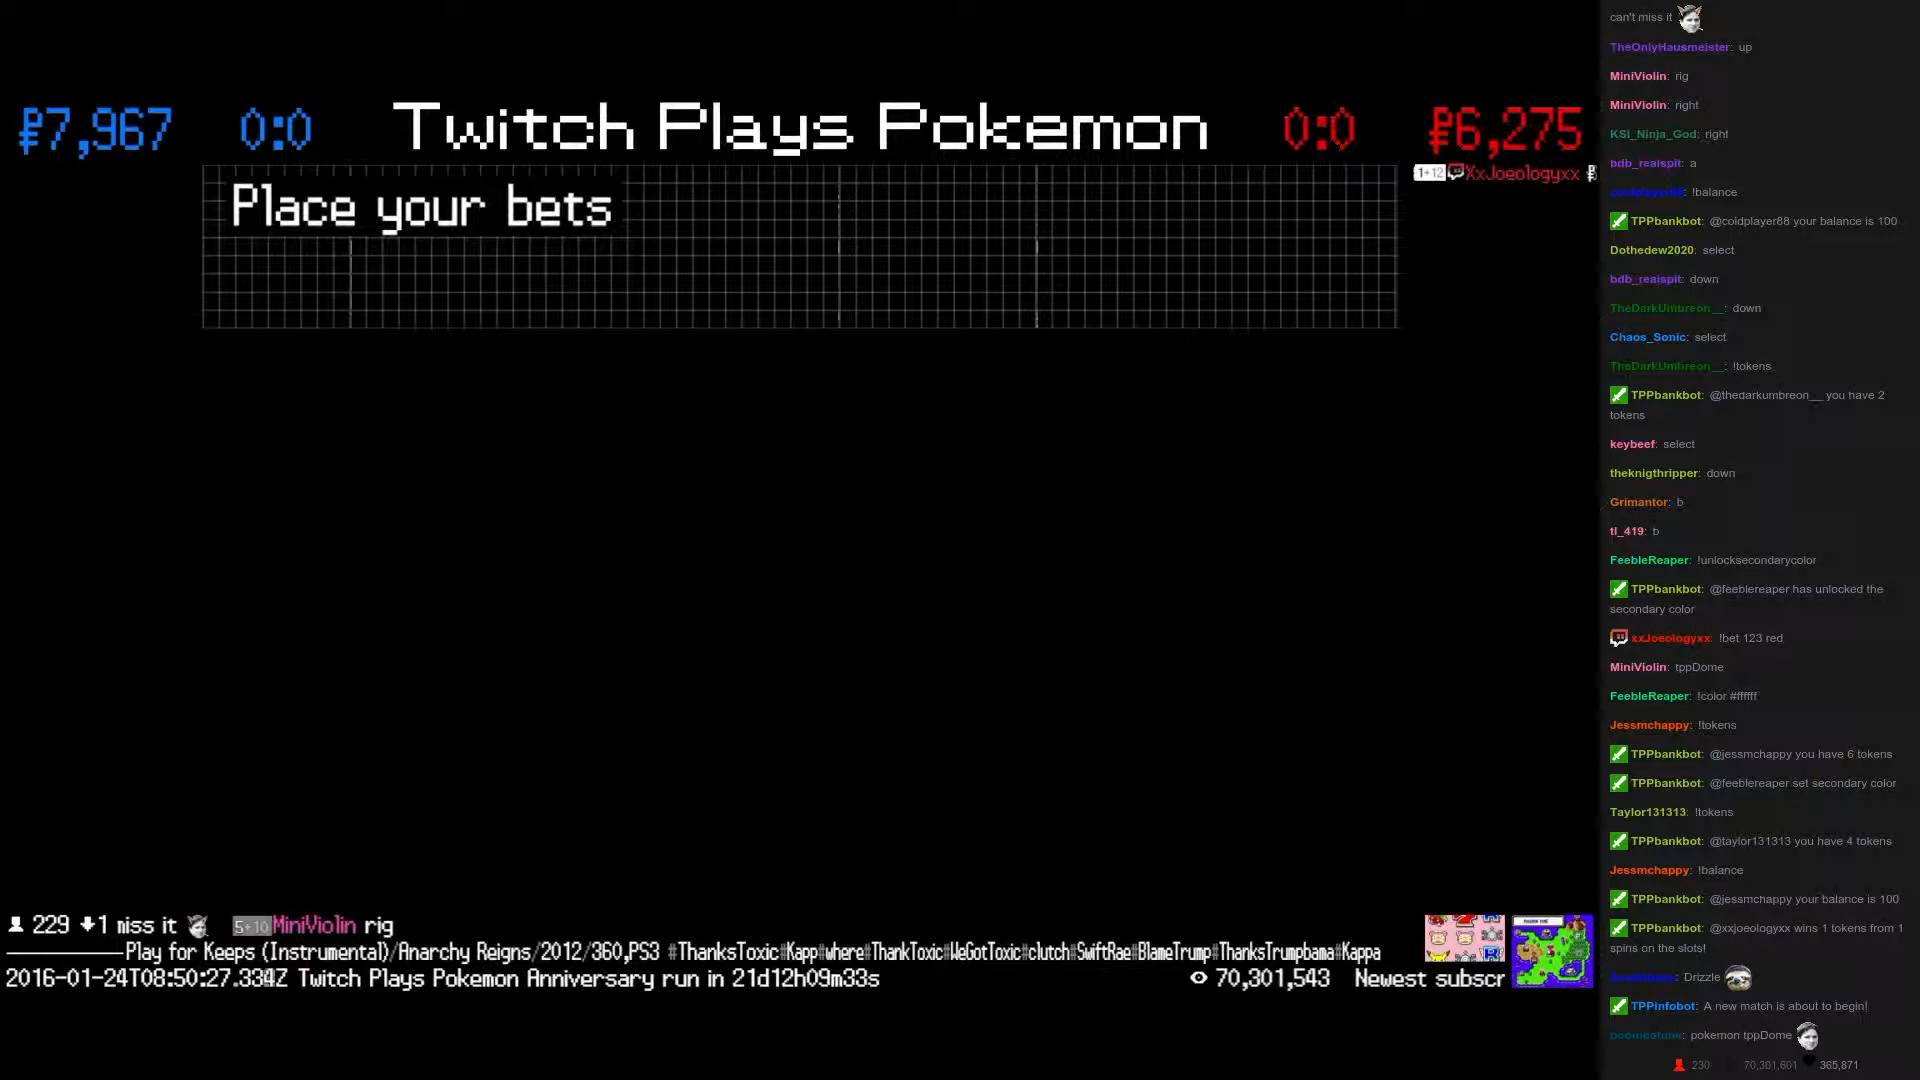 ₽7,967 0:0 Twitch Plays Pokemon 0:0 ₽6,275
1+12 XxJoeologyxx ₽
Place your bets
229 1 miss it 5+10 MiniViolin rig
Play for Keeps (Instrumental)/Anarchy Reigns/2012/360,PS3 #ThanksToxic#Kapp#where#ThankToxic#WeGotToxic#clutch#SwiftRae#BlameTrump#ThanksTrumpbama#Kappa
Twitch Plays Pokemon Anniversary run in 21d12h09m33s 70,301,543 Newest subscr
can't miss it
TheOnlyHausmeister: up
MiniViolin: rig
MiniViolin: right
KSI_Ninja_God: right
bdb_reaispit: a
coldplayer88: !balance
TPPbankbot: @coldplayer88 your balance is 100
Dothedew2020: select
bdb_reaispit: down
TheDarkUmbreon__: down
Chaos_Sonic: select
TheDarkUmbreon__: !tokens
TPPbankbot: @thedarkumbreon__ you have 2
tokens
keybeef: select
theknigthripper: down
Grimantor: b
tl_419: b
FeebleReaper: !unlocksecondarycolor
TPPbankbot: @feeblereaper has unlocked the
secondary color
xxJoeologyxx: !bet 123 red
MiniViolin: tppDome
FeebleReaper: !color #ffffff
Jessmchappy: !tokens
TPPbankbot: @jessmchappy you have 6 tokens
TPPbankbot: @feeblereaper set secondary color
Taylor131313: !tokens
TPPbankbot: @taylor131313 you have 4 tokens
Jessmchappy: !balance
TPPbankbot: @jessmchappy your balance is 100
TPPbankbot: @xxjoeologyxx wins 1 tokens from 1
spins on the slots!
Drizzle
TPPinfobot: A new match is about to begin!
pokemon tppDome
230 70,301,601 365,871